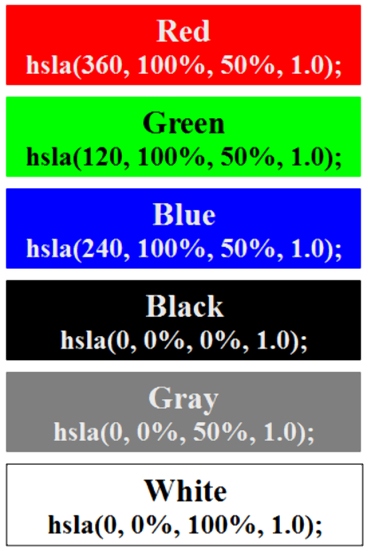 Red
hsla(360, 100%, 50%, 1.0);
Green
hsla(120, 100%, 50%, 1.0);
Blue
hsla(240, 100%, 50%, 1.0);
Black
hsla(0, 0%, 0%, 1.0);
Gray
hsla(0, 0%, 50%, 1.0);
White
hsla(0, 0%, 100%, 1.0);